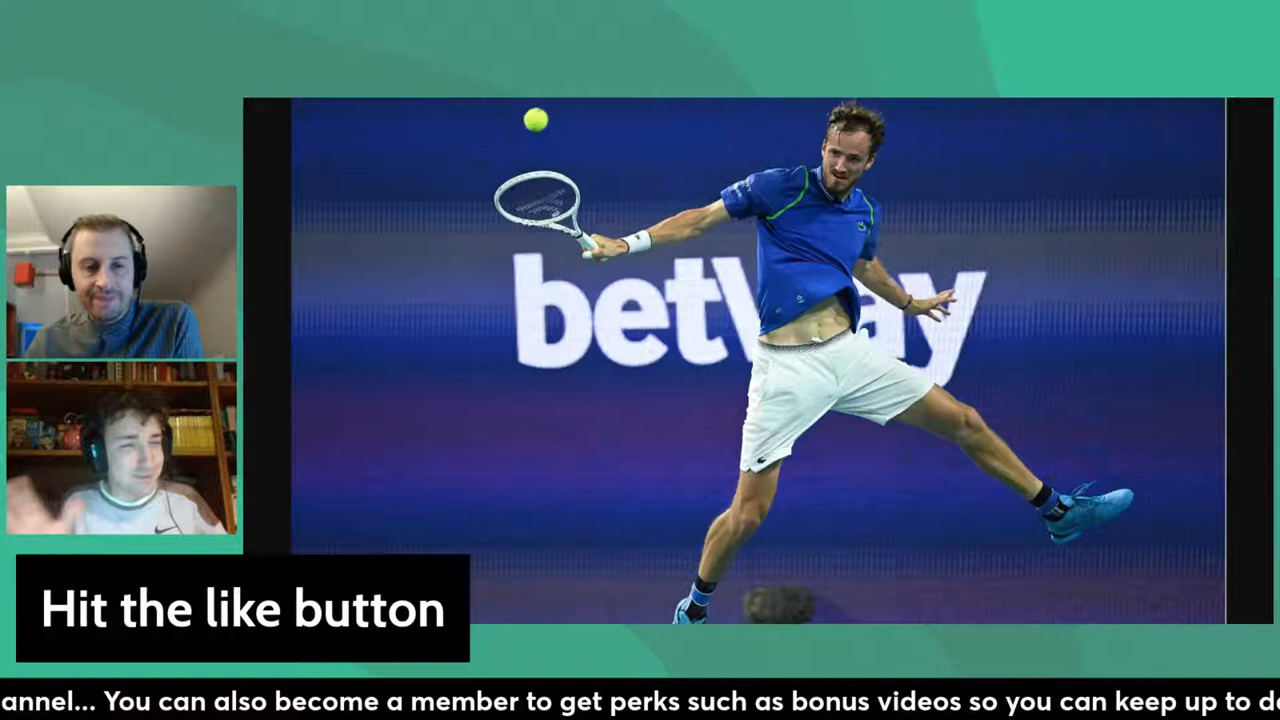 betway
Hit the like button
annel... You can also become a member to get perks such as bonus videos so you can keep up to d